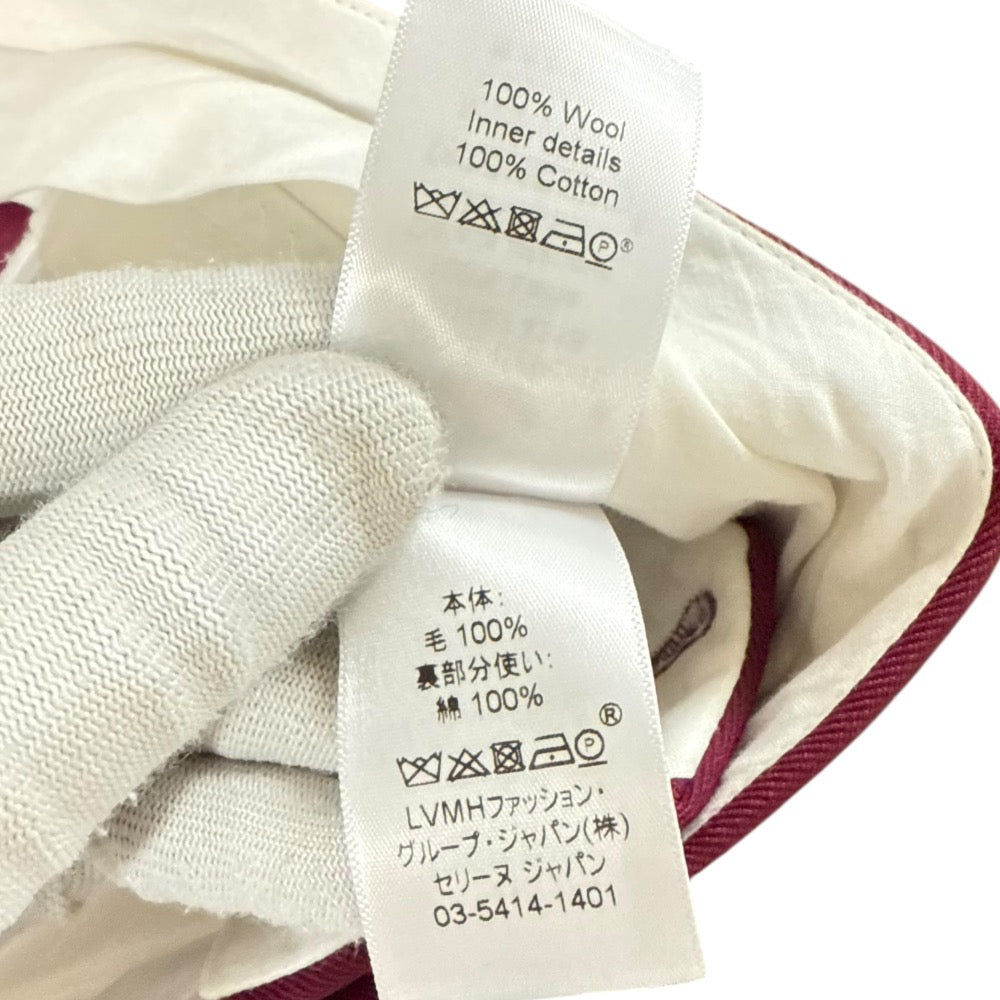 100% Wool
Inner details
100% Cotton
P®
本体:
毛 100%
裏部分使い:
綿 100%
P®
LVMHファッション・
グループ・ジャパン(株)
セリーヌ ジャパン
03-5414-1401